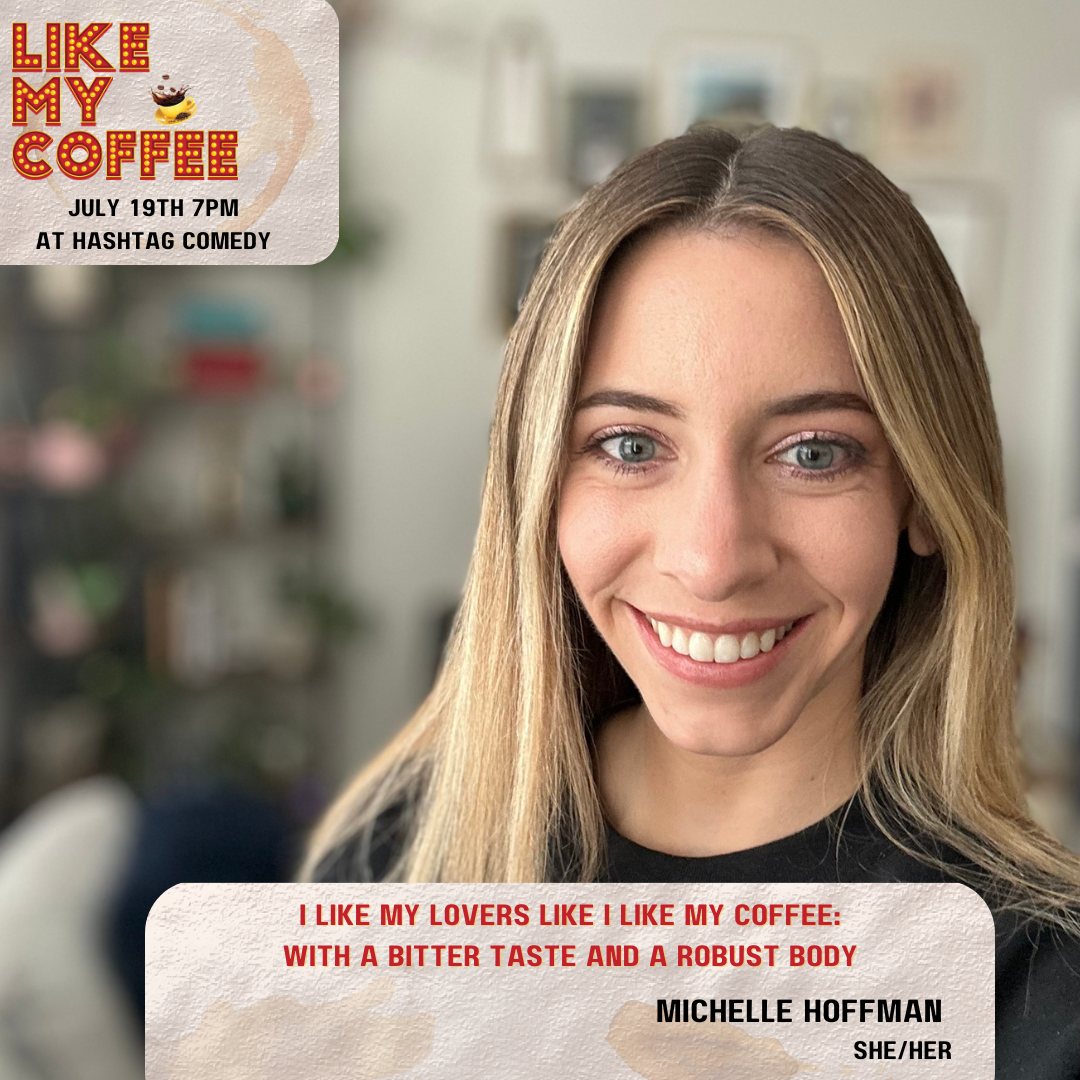 LIKE
MY
COFFEE
JULY 19TH 7PM
AT HASHTAG COMEDY
I LIKE MY LOVERS LIKE I LIKE MY COFFEE:
WITH A BITTER TASTE AND A ROBUST BODY
MICHELLE HOFFMAN
SHE/HER